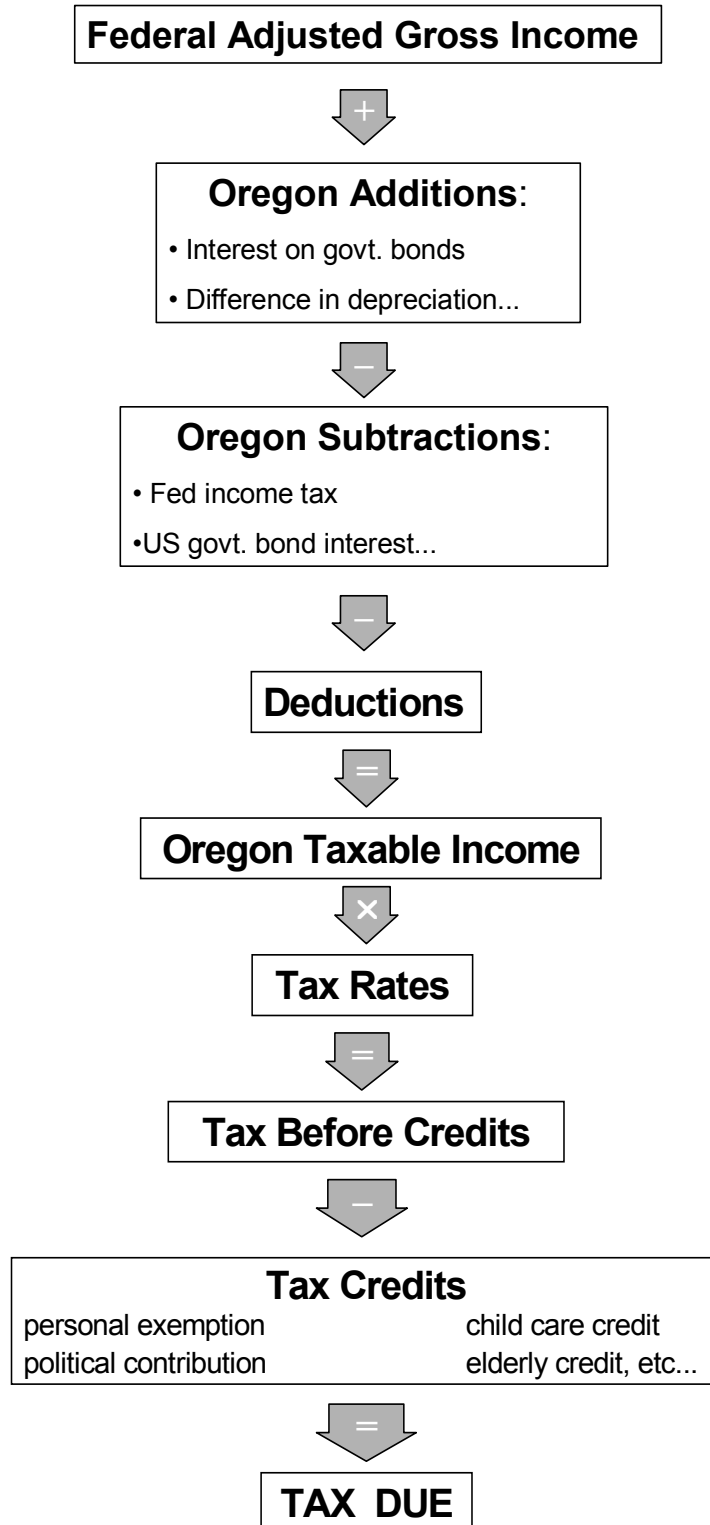 Federal Adjusted Gross Income
+
Oregon Additions:
• Interest on govt. bonds
• Difference in depreciation...
–
Oregon Subtractions:
• Fed income tax
•US govt. bond interest...
–
Deductions
=
Oregon Taxable Income
×
Tax Rates
=
Tax Before Credits
–
Tax Credits
personal exemption child care credit
political contribution elderly credit, etc...
=
TAX DUE